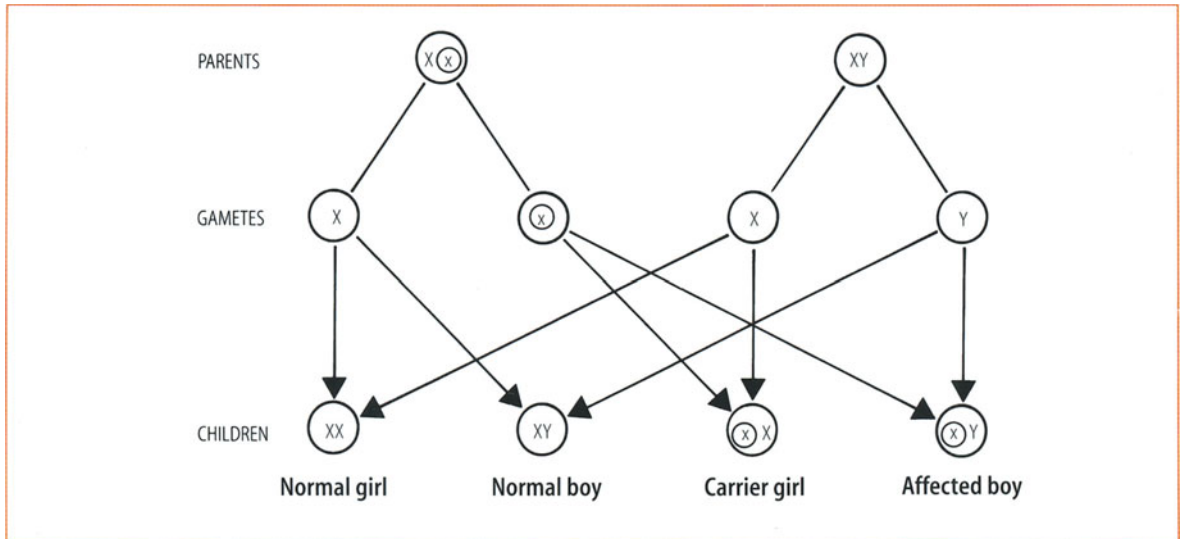 PARENTS X x XY
GAMETES X x X Y
CHILDREN XX XY x X x Y
Normal girl Normal boy Carrier girl Affected boy